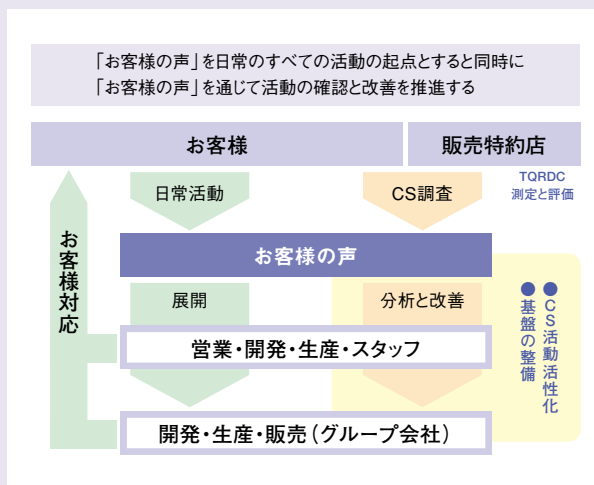 「お客様の声」を日常のすべての活動の起点とすると同時に
「お客様の声」を通じて活動の確認と改善を推進する
お客様
販売特約店
日常活動
CS調査
TQRDC
測定と評価
お客様の声
お客様対応
展開
分析と改善
●CS活動活性化
●基盤の整備
営業・開発・生産・スタッフ
開発・生産・販売(グループ会社)